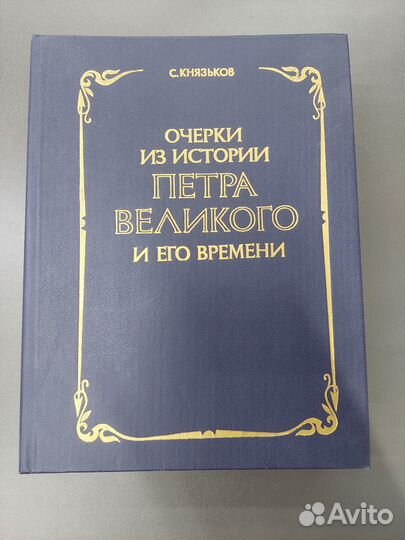 С. КНЯЗЬКОВ
ОЧЕРКИ
ИЗ ИСТОРИИ
ПЕТРА
ВЕЛИКОГО
И ЕГО ВРЕМЕНИ
Avito